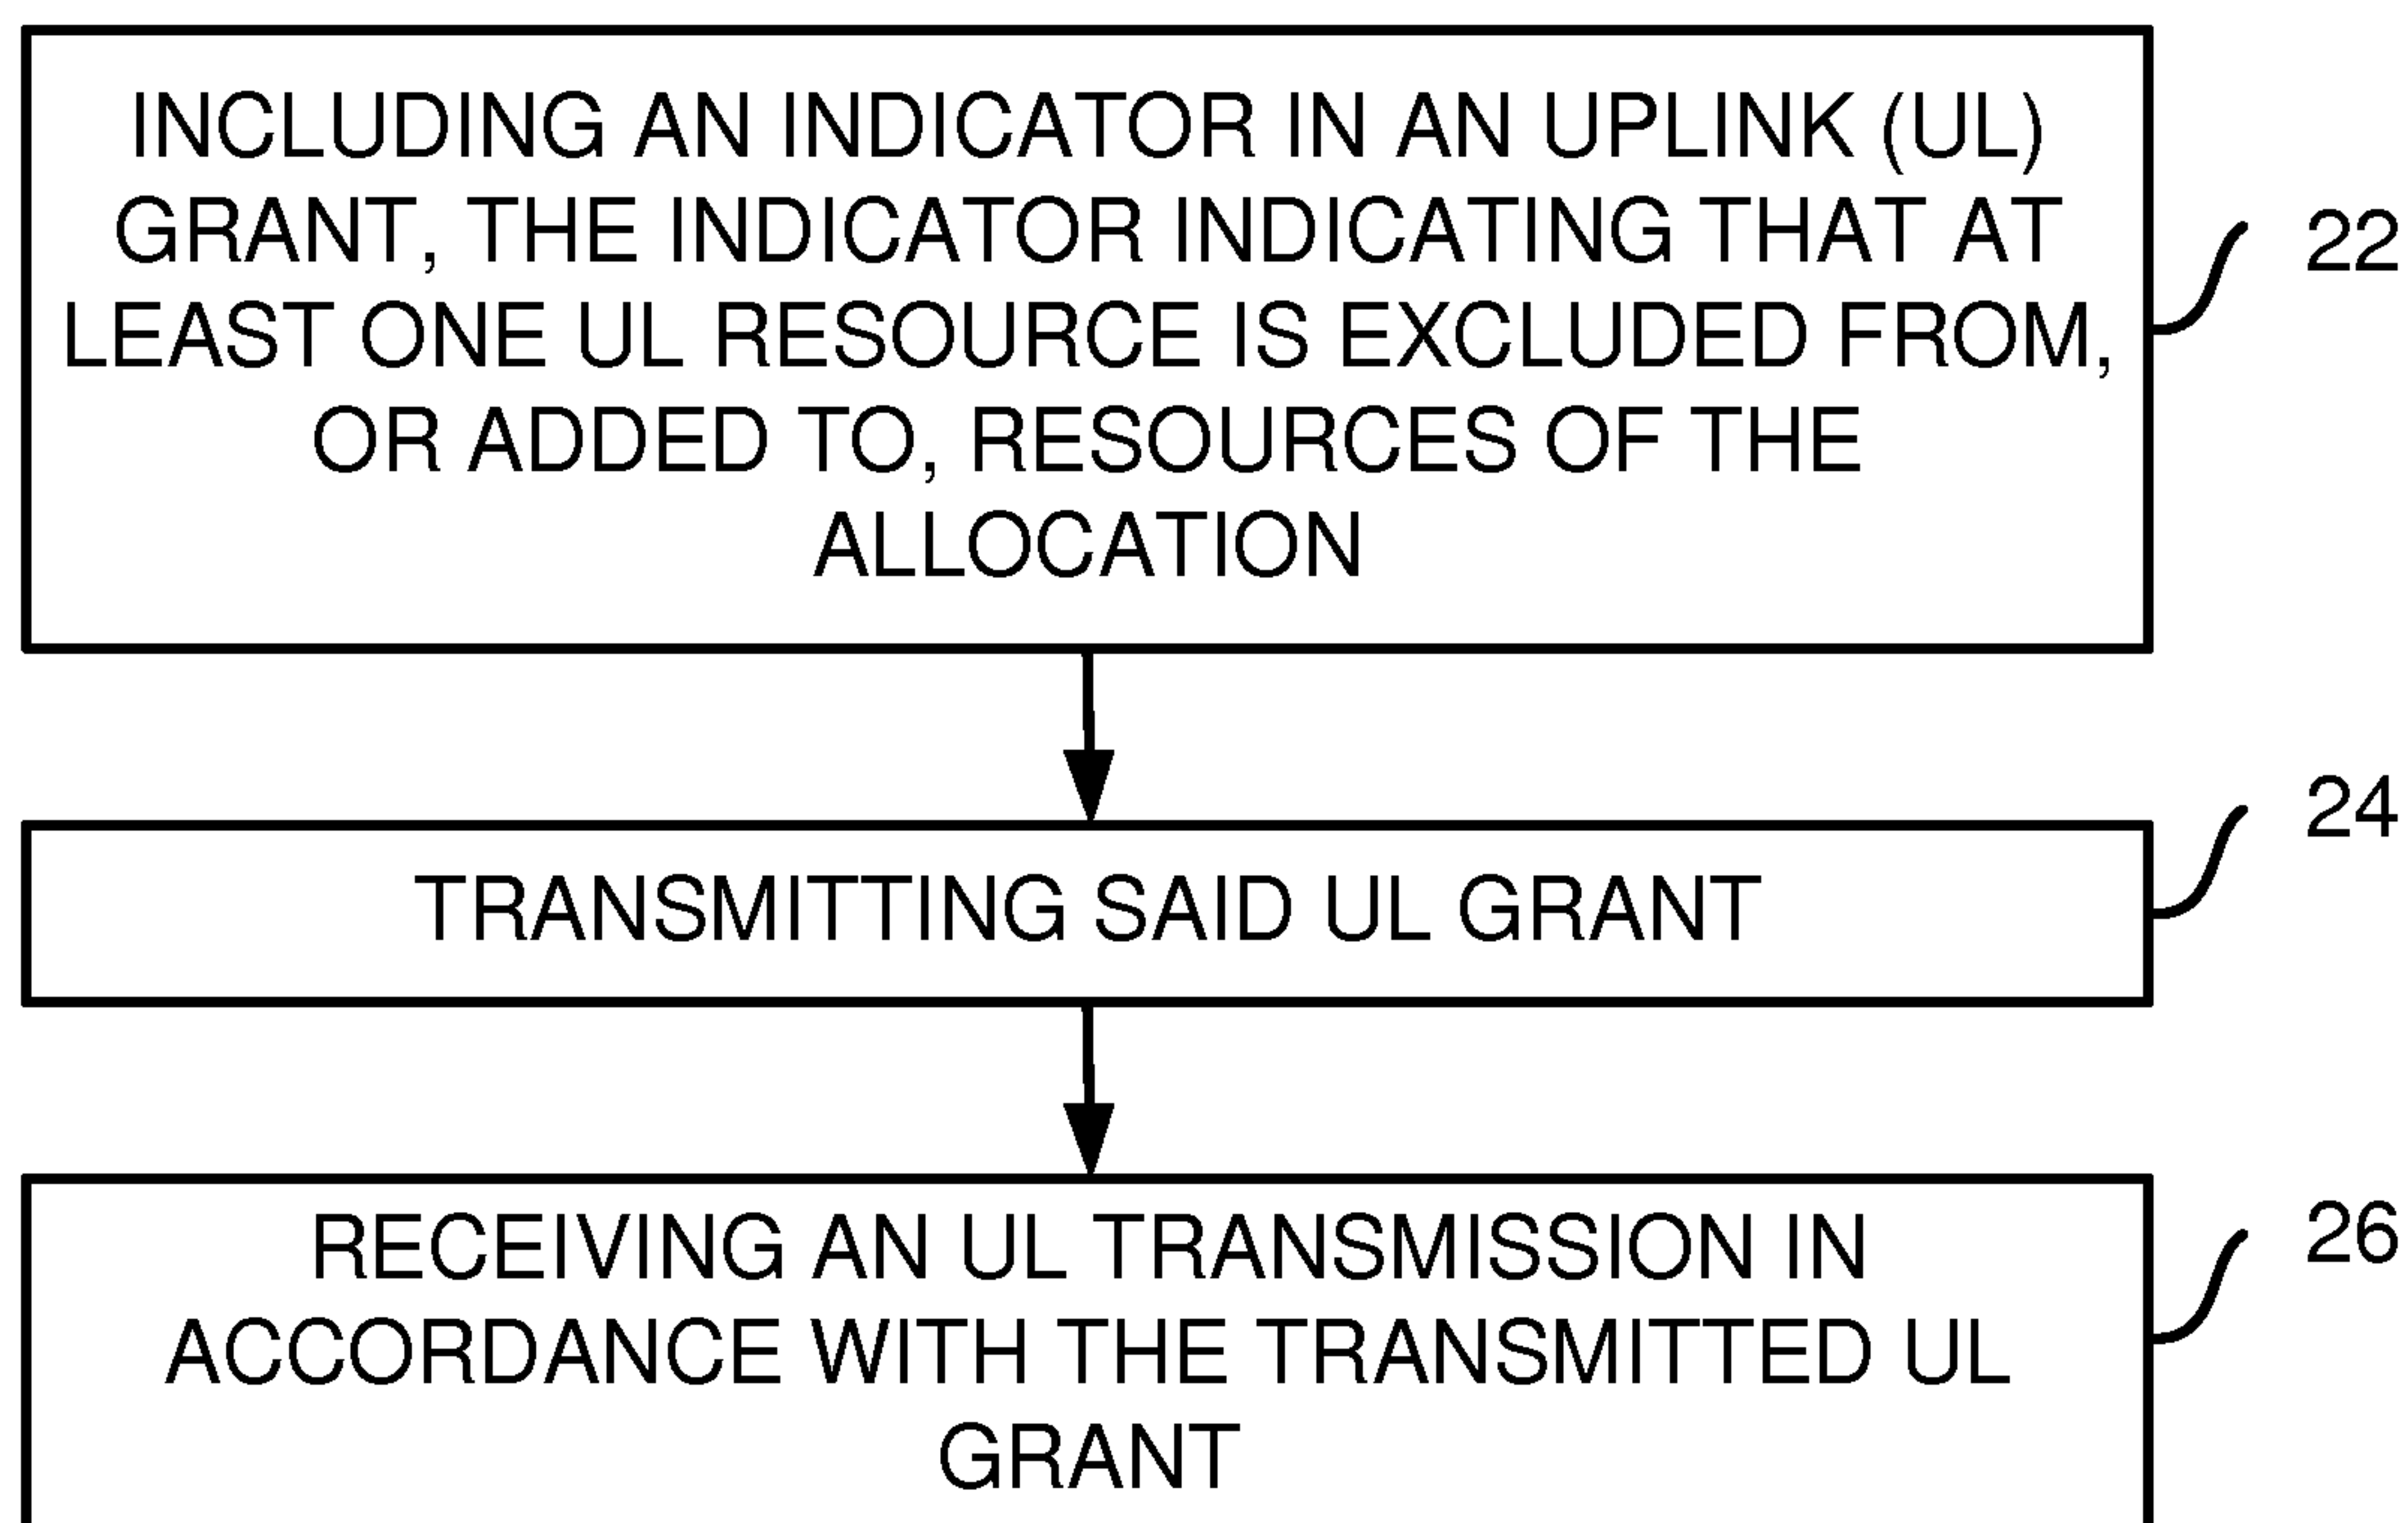 INCLUDING AN INDICATOR IN AN UPLINK (UL)
GRANT, THE INDICATOR INDICATING THAT AT
LEAST ONE UL RESOURCE IS EXCLUDED FROM,
OR ADDED TO, RESOURCES OF THE
ALLOCATION
22
TRANSMITTING SAID UL GRANT
24
RECEIVING AN UL TRANSMISSION IN
ACCORDANCE WITH THE TRANSMITTED UL
GRANT
26